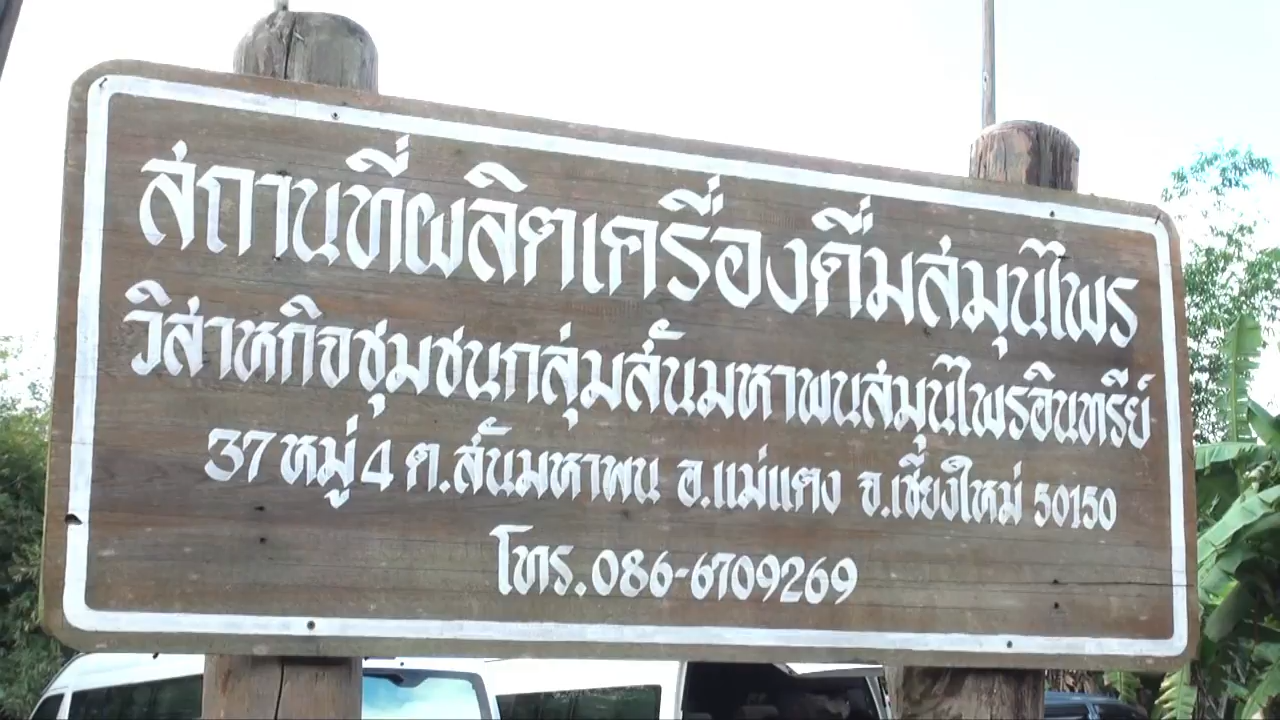 สถานที่ผลิตเครื่องดื่มสมุนไพร
วิสาหกิจชุมชนกลุ่มสันมหาพนสมุนไพรอินทรีย์
37 หมู่ 4 ต.สันมหาพน อ.แม่แตง จ.เชียงใหม่ 50150
โทร.086-6709269